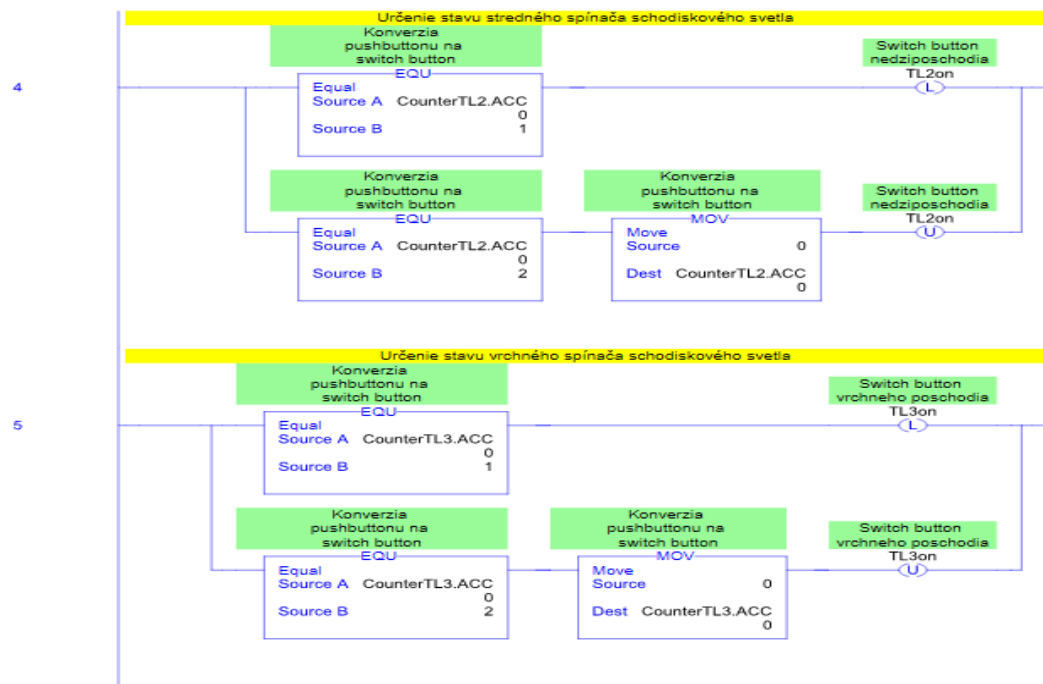 Určenie stavu stredného spínača schodiskového svetla
Konverzia
pushbuttonu na
switch button
Switch button
nedziposchodia
4
EQU
Equal
Source A CounterTL2.ACC
0
Source B 1
TL2on
L
Konverzia
pushbuttonu na
switch button
Konverzia
pushbuttonu na
switch button
Switch button
nedziposchodia
EQU
Equal
Source A CounterTL2.ACC
0
Source B 2
MOV
Move
Source 0
Dest CounterTL2.ACC
0
TL2on
U
Určenie stavu vrchného spínača schodiskového svetla
Konverzia
pushbuttonu na
switch button
Switch button
vrchneho poschodia
5
EQU
Equal
Source A CounterTL3.ACC
0
Source B 1
TL3on
L
Konverzia
pushbuttonu na
switch button
Konverzia
pushbuttonu na
switch button
Switch button
vrchneho poschodia
EQU
Equal
Source A CounterTL3.ACC
0
Source B 2
MOV
Move
Source 0
Dest CounterTL3.ACC
0
TL3on
U